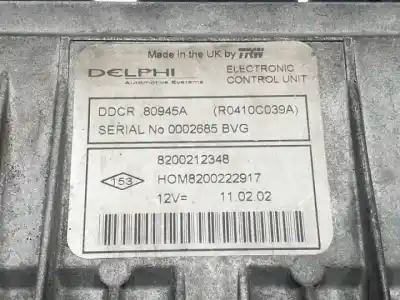 Made in the UK by TRW
DELPHI
Automotive Systems
ELECTRONIC
CONTROL UNIT
DDCR 80945A (R0410C039A)
SERIAL No 0002685 BVG
8200212348
153 HOM8200222917
12V= 11.02.02